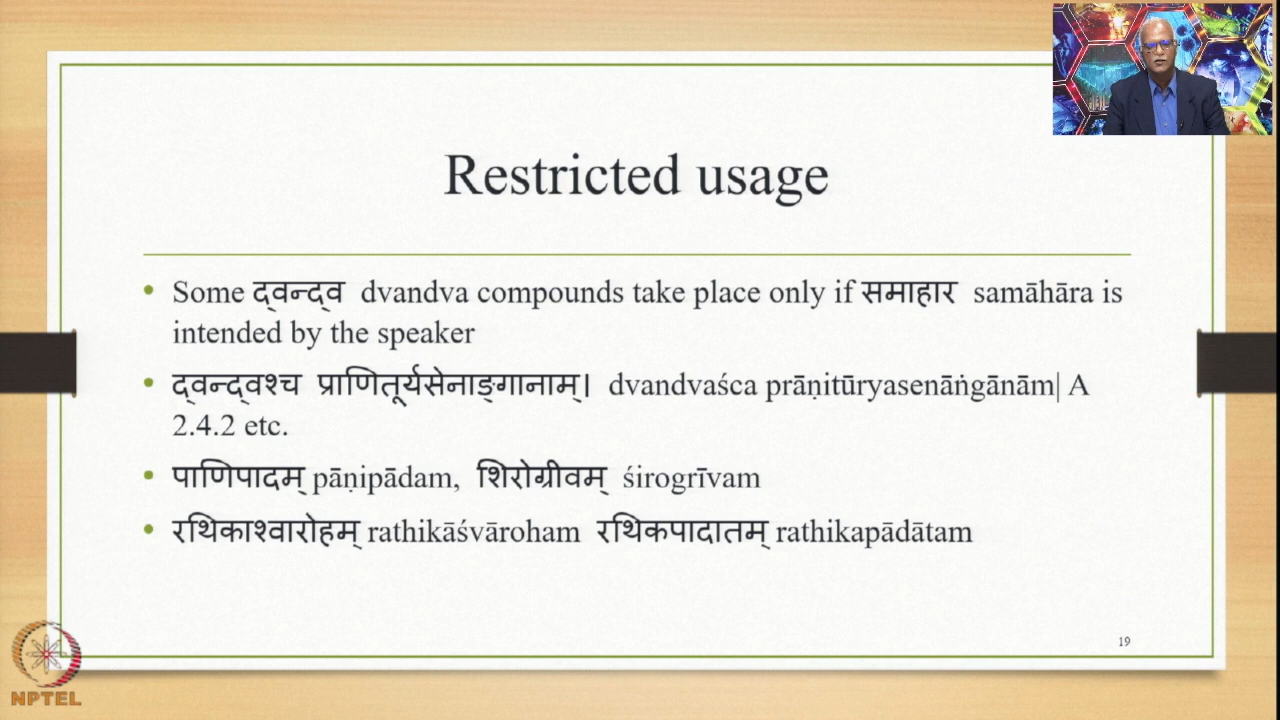 Restricted usage
• Some द्वन्द्व dvandva compounds take place only if समाहार samāhāra is
intended by the speaker
• द्वन्द्वश्च प्राणितूर्यसेनाङ्गानाम्। dvandvaśca prāṇitūryasenāṅgānām| A
2.4.2 etc.
• पाणिपादम् pāṇipādam, शिरोग्रीवम् śirogrīvam
• रथिकाश्वारोहम् rathikāśvāroham रथिकपादातम् rathikapādātam
19
NPTEL